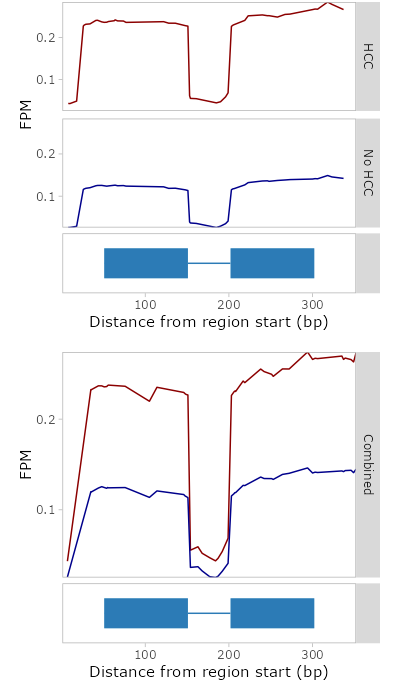 HCC
0.2
0.1
FPM
No HCC
0.2
0.1
100 200 300
Distance from region start (bp)
Combined
0.2
FPM
0.1
100 200 300
Distance from region start (bp)